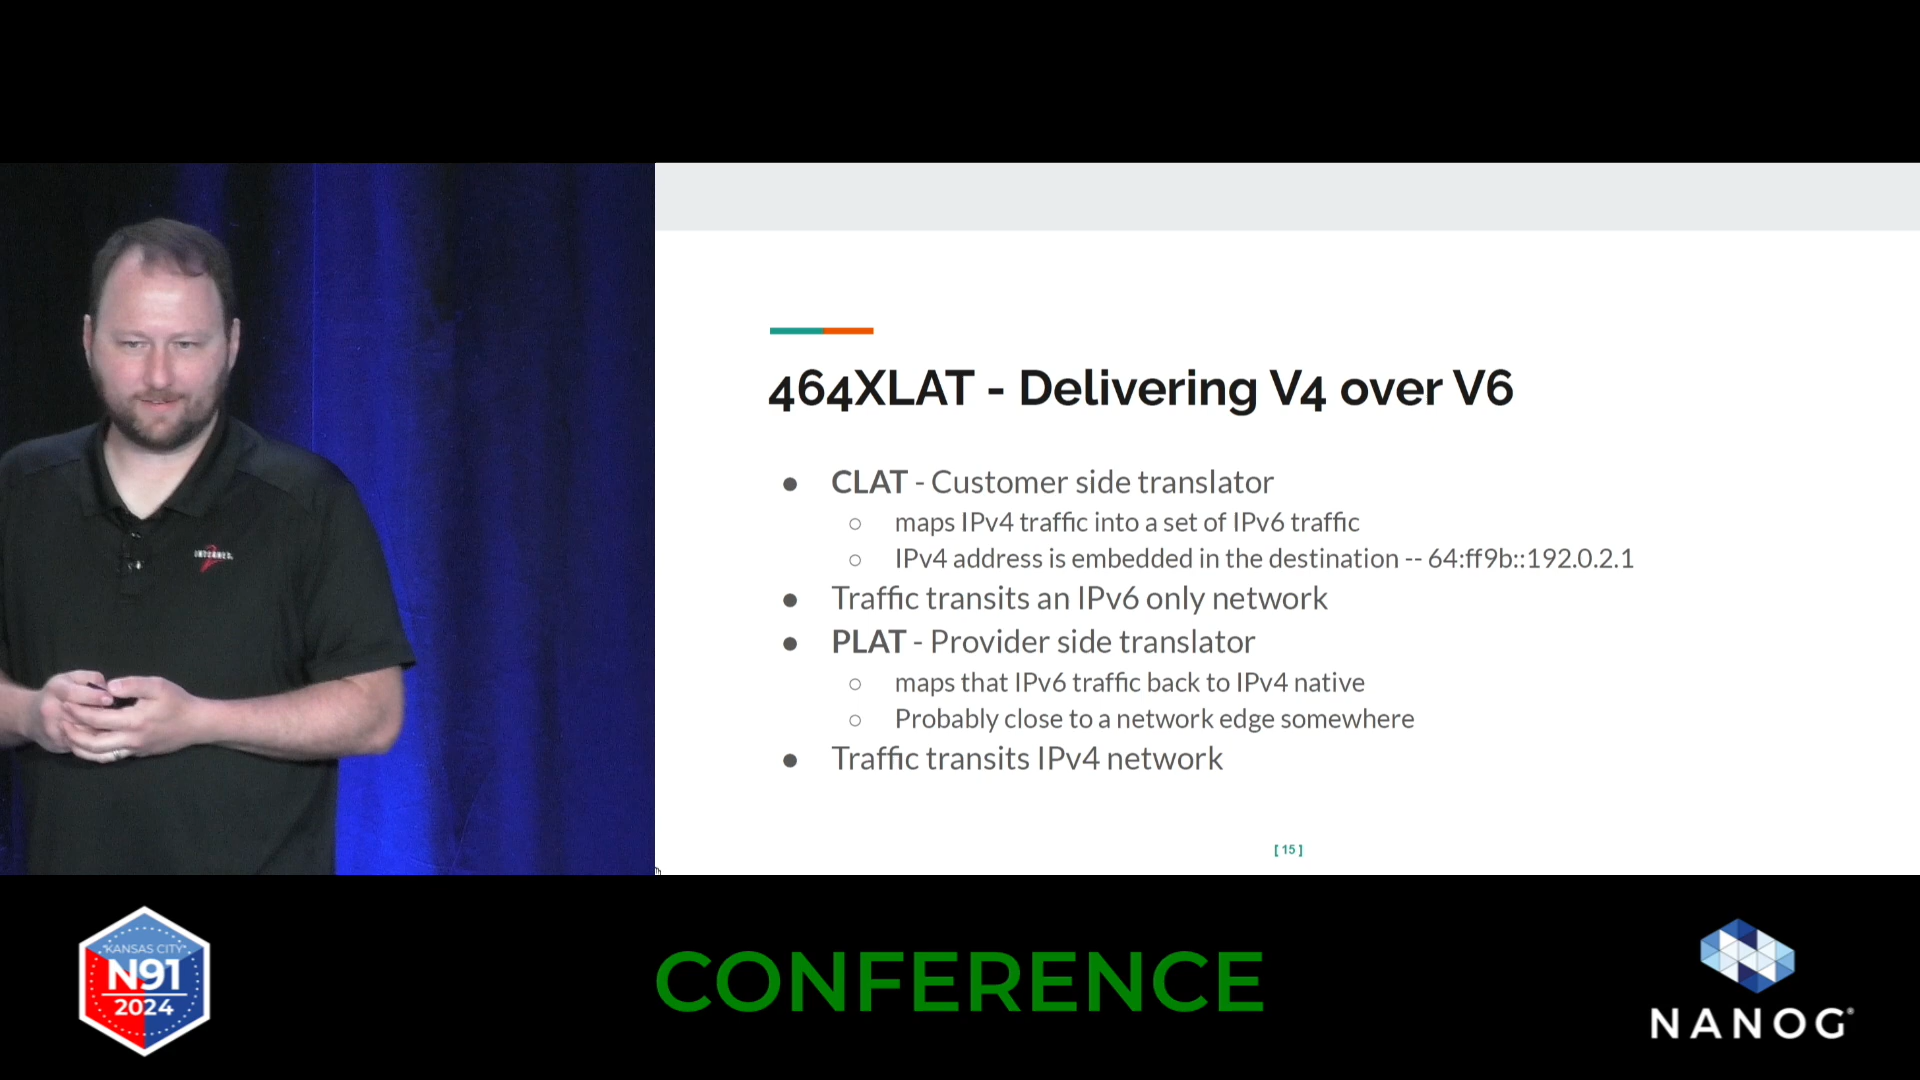 464XLAT - Delivering V4 over V6
● CLAT - Customer side translator
○ maps IPv4 traffic into a set of IPv6 traffic
○ IPv4 address is embedded in the destination -- 64:ff9b::192.0.2.1
● Traffic transits an IPv6 only network
● PLAT - Provider side translator
○ maps that IPv6 traffic back to IPv4 native
○ Probably close to a network edge somewhere
● Traffic transits IPv4 network
[ 15 ]
KANSAS CITY
N91
2024
CONFERENCE
NANOG®